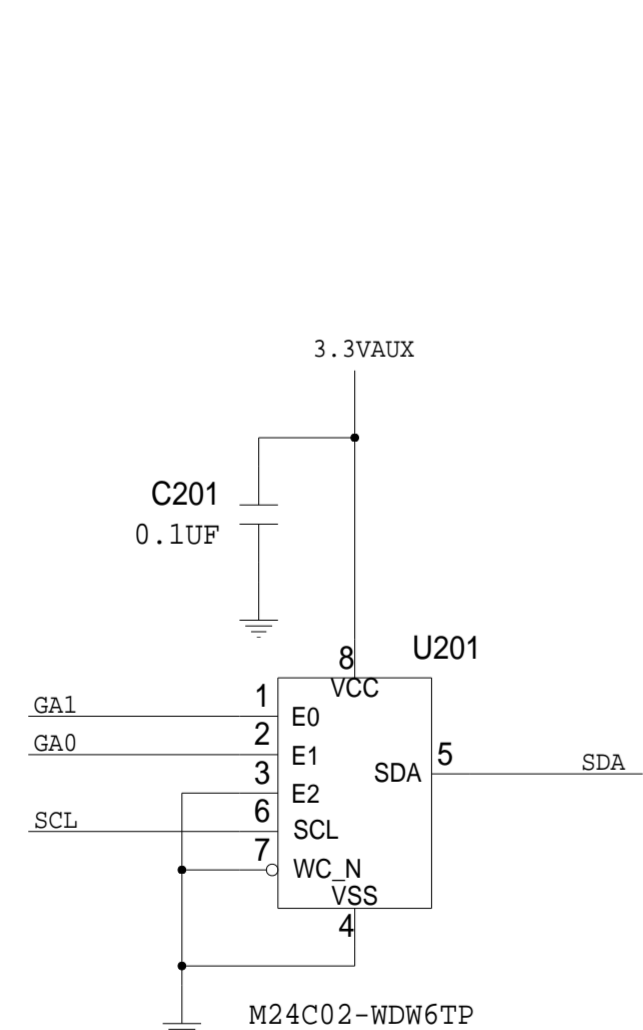 3.3VAUX
C201
0.1UF
U201
8
VCC
GA1
1
E0
GA0
2
E1
3
E2
SDA
5
SDA
SCL
6
SCL
7
WC_N
VSS
4
M24C02-WDW6TP